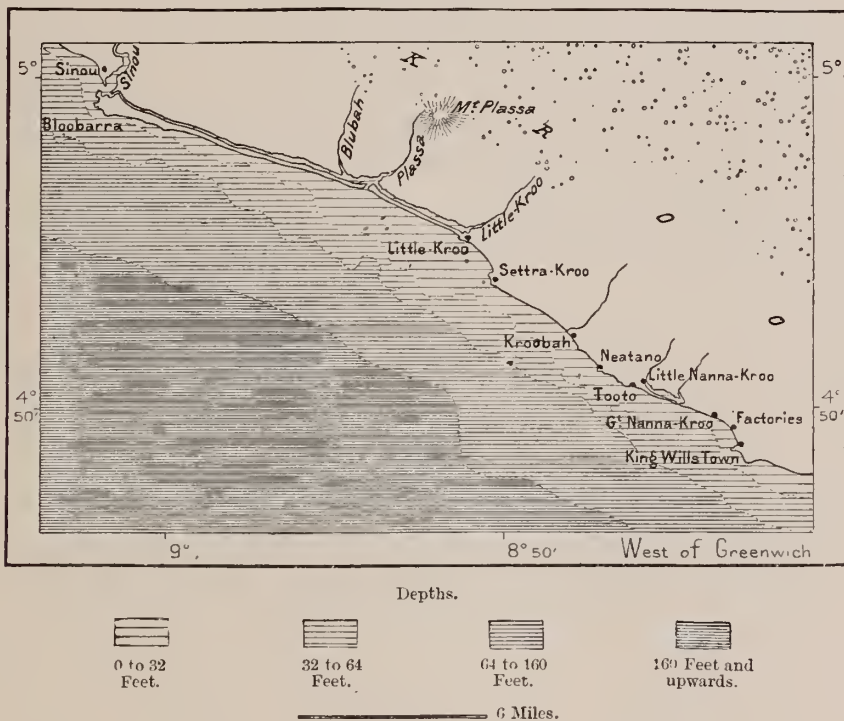 5°
5°
Sinou
Sinou
Bloobarra
Blubah
Plassa
Mt Plassa
K
R
O
O
Little-Kroo
Little-Kroo
Settra-Kroo
Kroobah
Neatano
Little Nanna-Kroo
Tooto
Gt Nanna-Kroo
Factories
King Wills Town
4°
50'
4°
50'
9°
8°50'
West of Greenwich
Depths.
0 to 32
Feet.
32 to 64
Feet.
64 to 160
Feet.
160 Feet and
upwards.
6 Miles.